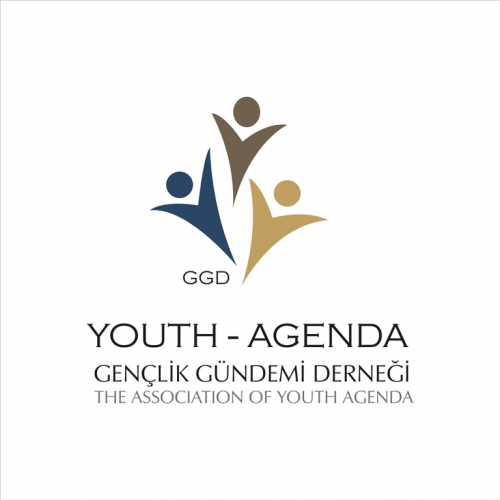 GGD
YOUTH - AGENDA
GENÇLİK GÜNDEMİ DERNEĞİ
THE ASSOCIATION OF YOUTH AGENDA